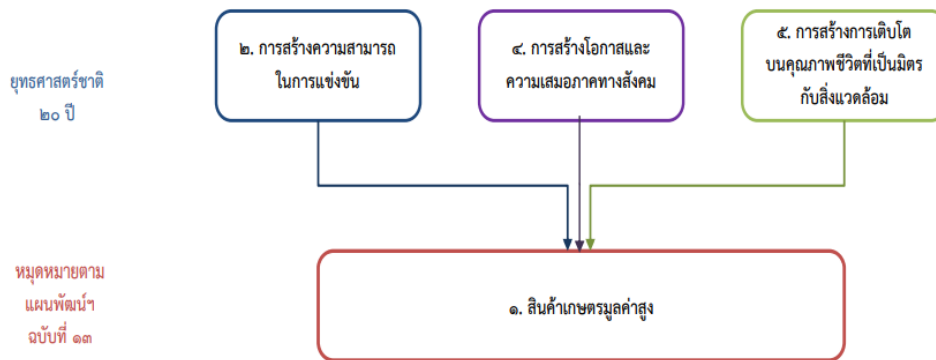 ยุทธศาสตร์ชาติ
๒๐ ปี
๒. การสร้างความสามารถ
ในการแข่งขัน
๔. การสร้างโอกาสและ
ความเสมอภาคทางสังคม
๕. การสร้างการเติบโต
บนคุณภาพชีวิตที่เป็นมิตร
กับสิ่งแวดล้อม
หมุดหมายตาม
แผนพัฒน์ฯ
ฉบับที่ ๑๓
๑. สินค้าเกษตรมูลค่าสูง